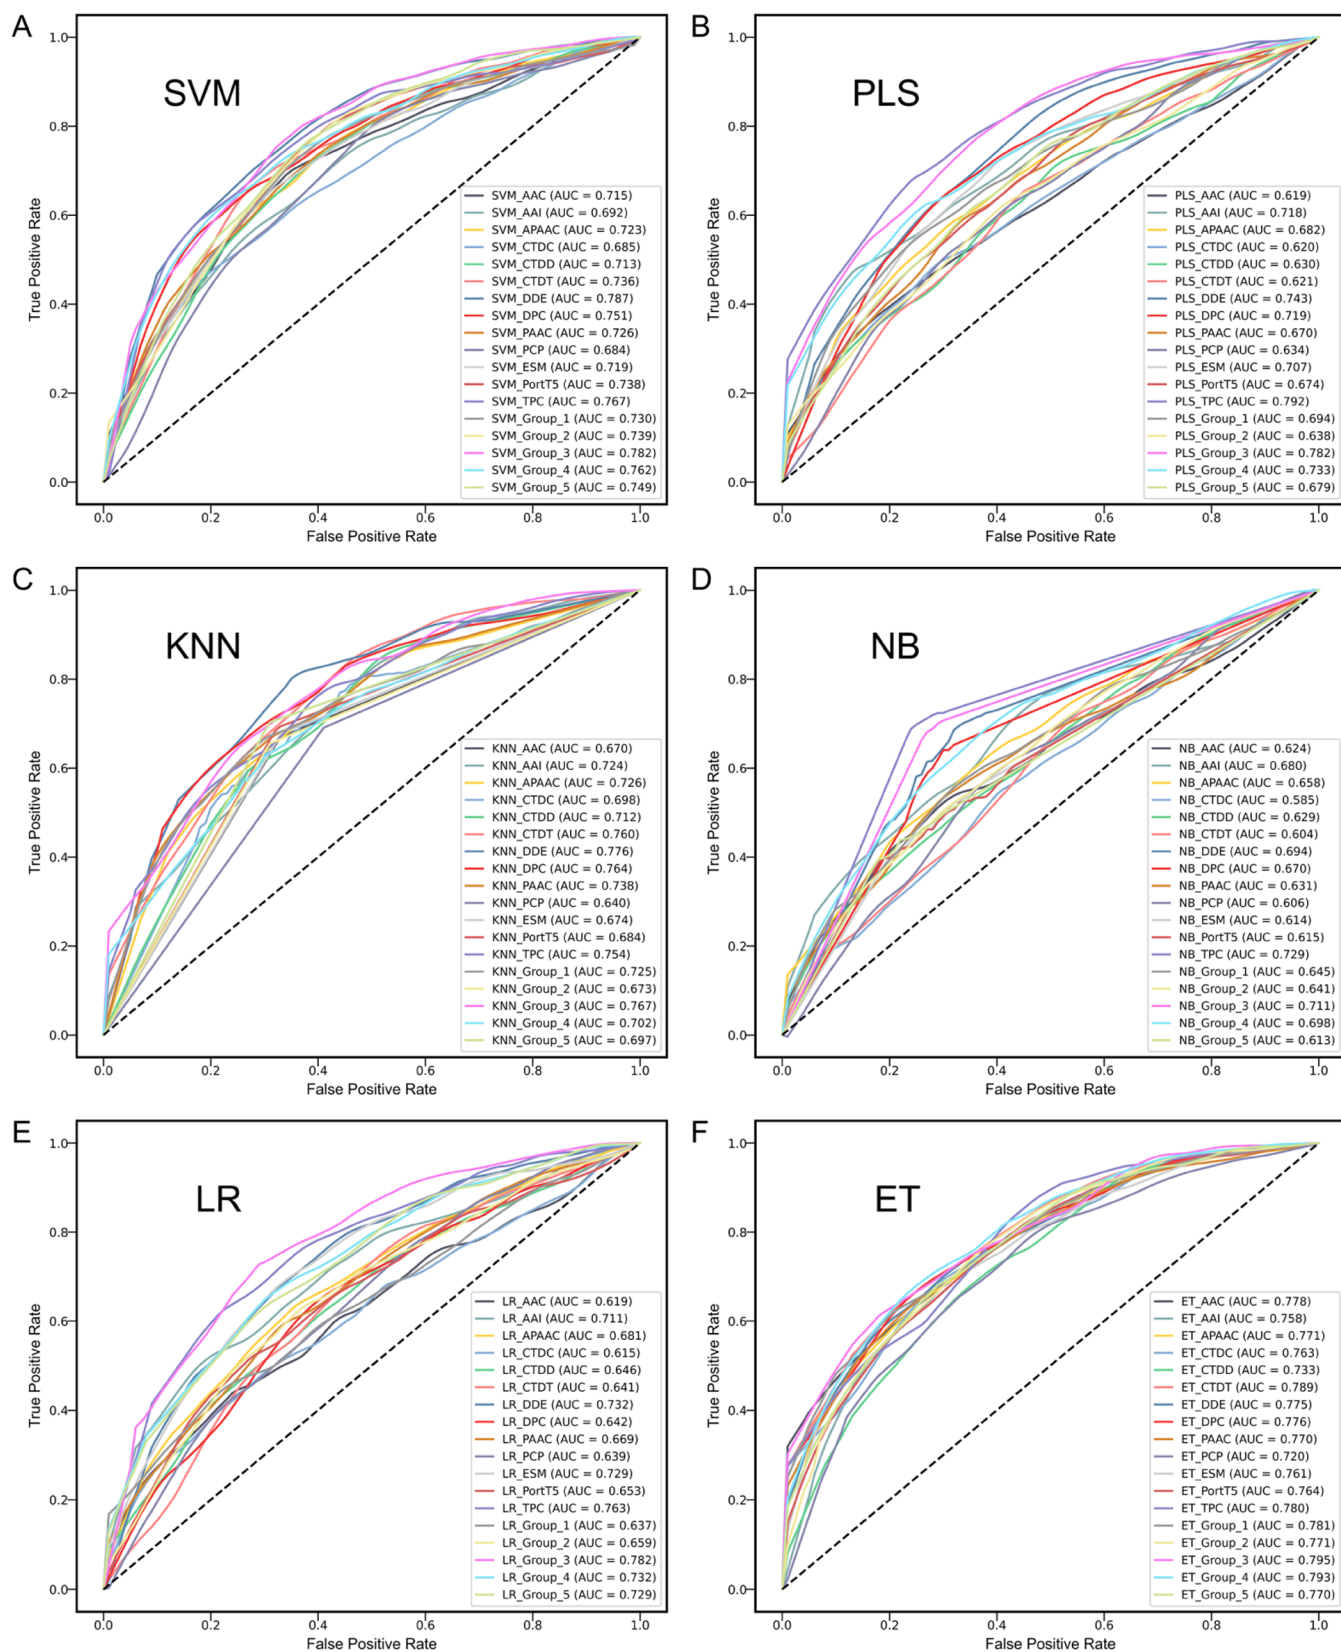 A
SVM
1.0
0.8
0.6
0.4
0.2
0.0
True Positive Rate
SVM_AAC (AUC = 0.715)
SVM_AAI (AUC = 0.692)
SVM_APAAC (AUC = 0.723)
SVM_CTDC (AUC = 0.685)
SVM_CTDD (AUC = 0.713)
SVM_CTDT (AUC = 0.736)
SVM_DDE (AUC = 0.787)
SVM_DPC (AUC = 0.751)
SVM_PAAC (AUC = 0.726)
SVM_PCP (AUC = 0.684)
SVM_ESM (AUC = 0.719)
SVM_PortT5 (AUC = 0.738)
SVM_TPC (AUC = 0.767)
SVM_Group_1 (AUC = 0.730)
SVM_Group_2 (AUC = 0.739)
SVM_Group_3 (AUC = 0.782)
SVM_Group_4 (AUC = 0.762)
SVM_Group_5 (AUC = 0.749)
0.0 0.2 0.4 0.6 0.8 1.0
False Positive Rate
B
PLS
1.0
0.8
0.6
0.4
0.2
0.0
True Positive Rate
PLS_AAC (AUC = 0.619)
PLS_AAI (AUC = 0.718)
PLS_APAAC (AUC = 0.682)
PLS_CTDC (AUC = 0.620)
PLS_CTDD (AUC = 0.630)
PLS_CTDT (AUC = 0.621)
PLS_DDE (AUC = 0.743)
PLS_DPC (AUC = 0.719)
PLS_PAAC (AUC = 0.670)
PLS_PCP (AUC = 0.634)
PLS_ESM (AUC = 0.707)
PLS_PortT5 (AUC = 0.674)
PLS_TPC (AUC = 0.792)
PLS_Group_1 (AUC = 0.694)
PLS_Group_2 (AUC = 0.638)
PLS_Group_3 (AUC = 0.782)
PLS_Group_4 (AUC = 0.733)
PLS_Group_5 (AUC = 0.679)
0.0 0.2 0.4 0.6 0.8 1.0
False Positive Rate
C
KNN
1.0
0.8
0.6
0.4
0.2
0.0
True Positive Rate
KNN_AAC (AUC = 0.670)
KNN_AAI (AUC = 0.724)
KNN_APAAC (AUC = 0.726)
KNN_CTDC (AUC = 0.698)
KNN_CTDD (AUC = 0.712)
KNN_CTDT (AUC = 0.760)
KNN_DDE (AUC = 0.776)
KNN_DPC (AUC = 0.764)
KNN_PAAC (AUC = 0.738)
KNN_PCP (AUC = 0.640)
KNN_ESM (AUC = 0.674)
KNN_PortT5 (AUC = 0.684)
KNN_TPC (AUC = 0.754)
KNN_Group_1 (AUC = 0.725)
KNN_Group_2 (AUC = 0.673)
KNN_Group_3 (AUC = 0.767)
KNN_Group_4 (AUC = 0.702)
KNN_Group_5 (AUC = 0.697)
0.0 0.2 0.4 0.6 0.8 1.0
False Positive Rate
D
NB
1.0
0.8
0.6
0.4
0.2
0.0
True Positive Rate
NB_AAC (AUC = 0.624)
NB_AAI (AUC = 0.680)
NB_APAAC (AUC = 0.658)
NB_CTDC (AUC = 0.585)
NB_CTDD (AUC = 0.629)
NB_CTDT (AUC = 0.604)
NB_DDE (AUC = 0.694)
NB_DPC (AUC = 0.670)
NB_PAAC (AUC = 0.631)
NB_PCP (AUC = 0.606)
NB_ESM (AUC = 0.614)
NB_PortT5 (AUC = 0.615)
NB_TPC (AUC = 0.729)
NB_Group_1 (AUC = 0.645)
NB_Group_2 (AUC = 0.641)
NB_Group_3 (AUC = 0.711)
NB_Group_4 (AUC = 0.698)
NB_Group_5 (AUC = 0.613)
0.0 0.2 0.4 0.6 0.8 1.0
False Positive Rate
E
LR
1.0
0.8
0.6
0.4
0.2
0.0
True Positive Rate
LR_AAC (AUC = 0.619)
LR_AAI (AUC = 0.711)
LR_APAAC (AUC = 0.681)
LR_CTDC (AUC = 0.615)
LR_CTDD (AUC = 0.646)
LR_CTDT (AUC = 0.641)
LR_DDE (AUC = 0.732)
LR_DPC (AUC = 0.642)
LR_PAAC (AUC = 0.669)
LR_PCP (AUC = 0.639)
LR_ESM (AUC = 0.729)
LR_PortT5 (AUC = 0.653)
LR_TPC (AUC = 0.763)
LR_Group_1 (AUC = 0.637)
LR_Group_2 (AUC = 0.659)
LR_Group_3 (AUC = 0.782)
LR_Group_4 (AUC = 0.732)
LR_Group_5 (AUC = 0.729)
0.0 0.2 0.4 0.6 0.8 1.0
False Positive Rate
F
ET
1.0
0.8
0.6
0.4
0.2
0.0
True Positive Rate
ET_AAC (AUC = 0.778)
ET_AAI (AUC = 0.758)
ET_APAAC (AUC = 0.771)
ET_CTDC (AUC = 0.763)
ET_CTDD (AUC = 0.733)
ET_CTDT (AUC = 0.789)
ET_DDE (AUC = 0.775)
ET_DPC (AUC = 0.776)
ET_PAAC (AUC = 0.770)
ET_PCP (AUC = 0.720)
ET_ESM (AUC = 0.761)
ET_PortT5 (AUC = 0.764)
ET_TPC (AUC = 0.780)
ET_Group_1 (AUC = 0.781)
ET_Group_2 (AUC = 0.771)
ET_Group_3 (AUC = 0.795)
ET_Group_4 (AUC = 0.793)
ET_Group_5 (AUC = 0.770)
0.0 0.2 0.4 0.6 0.8 1.0
False Positive Rate